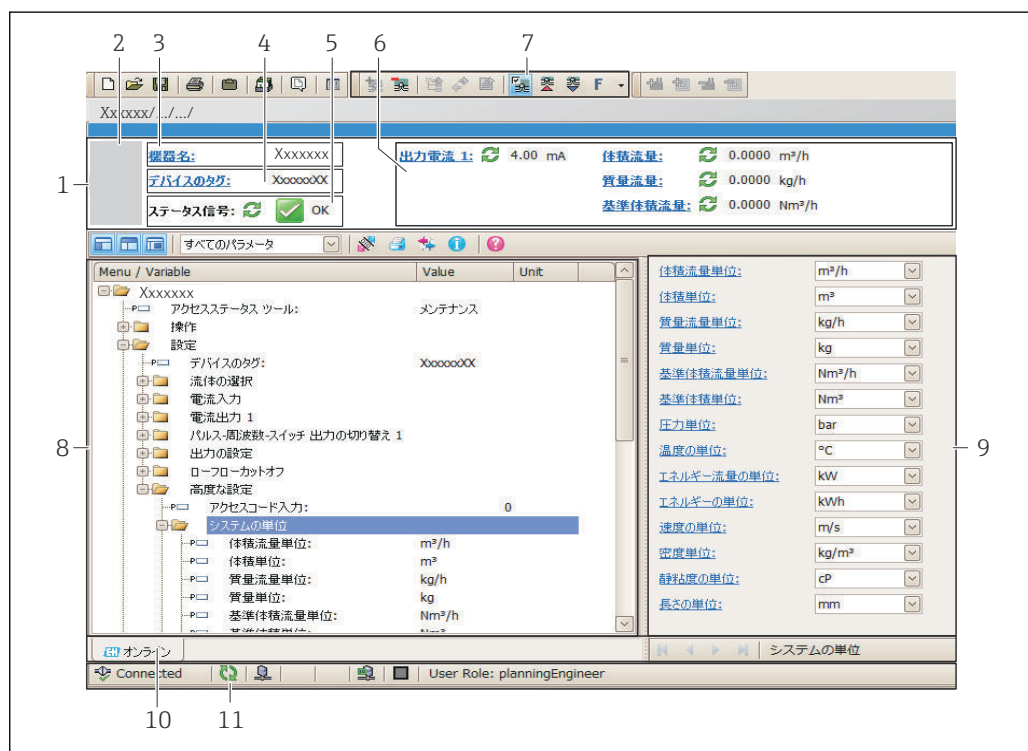 2 3 4 5 6 7
F
Xxxxxx/../../
機器名: Xxxxxxx
デバイスのタグ: XxxxxxXX
ステータス信号: OK
出力電流 1: 4.00 mA
体積流量: 0.0000 m³/h
質量流量: 0.0000 kg/h
基準体積流量: 0.0000 Nm³/h
1
すべてのパラメータ
Menu / Variable Value Unit
Xxxxxxx
アクセスステータス ツール: メンテナンス
操作
設定
デバイスのタグ: XxxxxxXX
流体の選択
電流入力
電流出力 1
パルス-周波数-スイッチ 出力の切り替え 1
出力の設定
ローフローカットオフ
高度な設定
アクセスコード入力: 0
システムの単位
体積流量単位: m³/h
体積単位: m³
質量流量単位: kg/h
質量単位: kg
基準体積流量単位: Nm³/h
8
体積流量単位: m³/h
体積単位: m³
質量流量単位: kg/h
質量単位: kg
基準体積流量単位: Nm³/h
基準体積単位: Nm³
圧力単位: bar
温度の単位: °C
エネルギー流量の単位: kW
エネルギーの単位: kWh
速度の単位: m/s
密度単位: kg/m³
静粘度の単位: cP
長さの単位: mm
9
オンライン
システムの単位
Connected User Role: planningEngineer
10 11